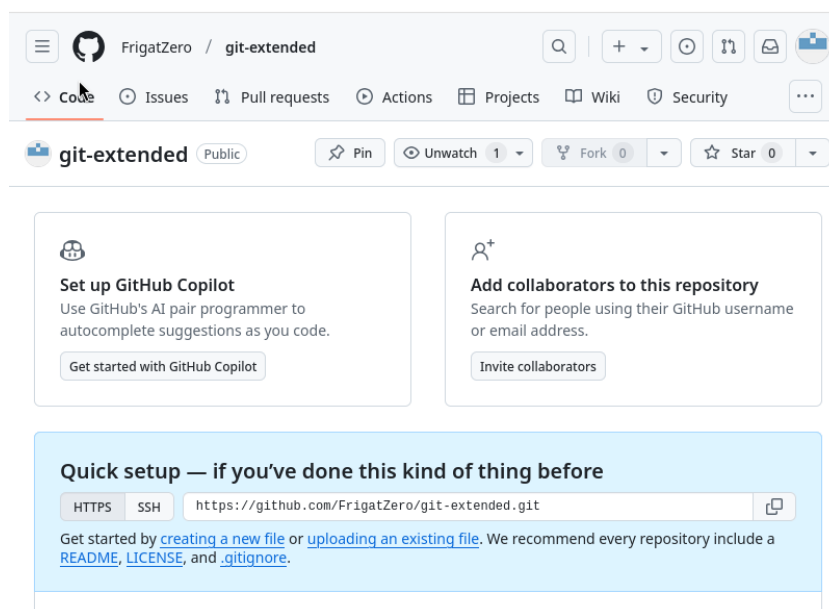 FrigatZero / git-extended
<> Code Issues Pull requests Actions Projects Wiki Security ...
git-extended Public Pin Unwatch 1 Fork 0 Star 0
Set up GitHub Copilot
Use GitHub's AI pair programmer to
autocomplete suggestions as you code.
Get started with GitHub Copilot
Add collaborators to this repository
Search for people using their GitHub username
or email address.
Invite collaborators
Quick setup — if you’ve done this kind of thing before
HTTPS SSH https://github.com/FrigatZero/git-extended.git
Get started by creating a new file or uploading an existing file. We recommend every repository include a
README, LICENSE, and .gitignore.